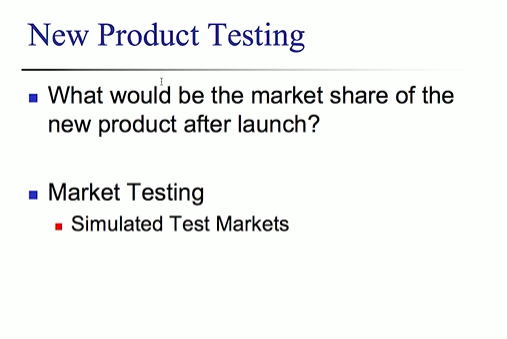 New Product Testing
What would be the market share of the
new product after launch?
Market Testing
Simulated Test Markets